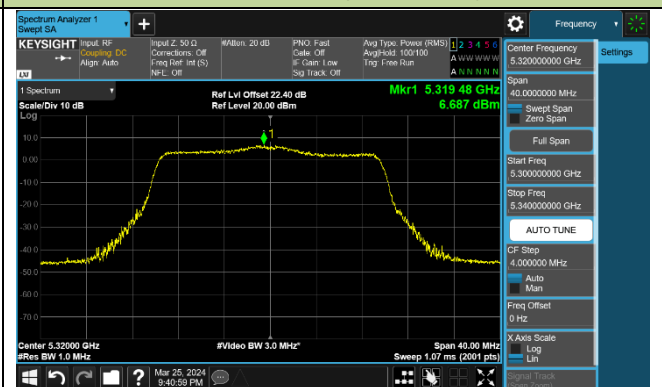 Spectrum Analyzer 1
Swept SA
+
Frequency
KEYSIGHT
Input: RF
Coupling: DC
Align: Auto
Input Z: 50 Ω
Corrections: Off
Freq Ref: Int (S)
NFE: Off
#Atten: 20 dB
PNO: Fast
Gate: Off
IF Gain: Low
Sig Track: Off
Avg Type: Power (RMS)
Avg|Hold: 100/100
Trig: Free Run
1 2 3 4 5 6
A W W W W W
A N N N N N
LXI
1 Spectrum
Scale/Div 10 dB
Log
Ref Lvl Offset 22.40 dB
Ref Level 20.00 dBm
Mkr1 5.319 48 GHz
6.687 dBm
1
10.0
0.00
-10.0
-20.0
-30.0
-40.0
-50.0
-60.0
-70.0
Center 5.32000 GHz
#Res BW 1.0 MHz
#Video BW 3.0 MHz*
Span 40.00 MHz
Sweep 1.07 ms (2001 pts)
Center Frequency
5.320000000 GHz
Settings
Span
40.0000000 MHz
Swept Span
Zero Span
Full Span
Start Freq
5.300000000 GHz
Stop Freq
5.340000000 GHz
AUTO TUNE
CF Step
4.000000 MHz
Auto
Man
Freq Offset
0 Hz
X Axis Scale
Log
Lin
Signal Track
(Span Zoom)
?
Mar 25, 2024
9:40:59 PM